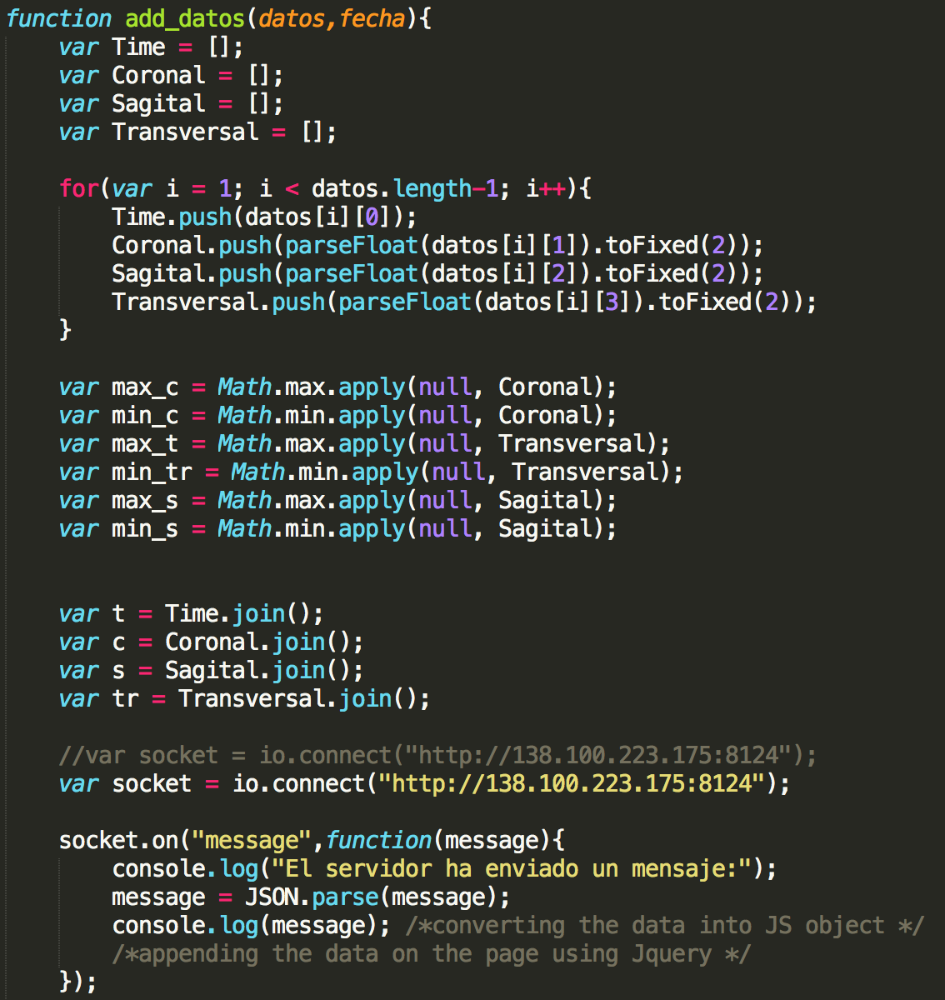 function add_datos(datos,fecha){
var Time = [];
var Coronal = [];
var Sagital = [];
var Transversal = [];
for(var i = 1; i < datos.length-1; i++){
Time.push(datos[i][0]);
Coronal.push(parseFloat(datos[i][1]).toFixed(2));
Sagital.push(parseFloat(datos[i][2]).toFixed(2));
Transversal.push(parseFloat(datos[i][3]).toFixed(2));
}
var max_c = Math.max.apply(null, Coronal);
var min_c = Math.min.apply(null, Coronal);
var max_t = Math.max.apply(null, Transversal);
var min_tr = Math.min.apply(null, Transversal);
var max_s = Math.max.apply(null, Sagital);
var min_s = Math.min.apply(null, Sagital);
var t = Time.join();
var c = Coronal.join();
var s = Sagital.join();
var tr = Transversal.join();
//var socket = io.connect("http://138.100.223.175:8124");
var socket = io.connect("http://138.100.223.175:8124");
socket.on("message",function(message){
console.log("El servidor ha enviado un mensaje:");
message = JSON.parse(message);
console.log(message); /*converting the data into JS object */
/*appending the data on the page using Jquery */
});